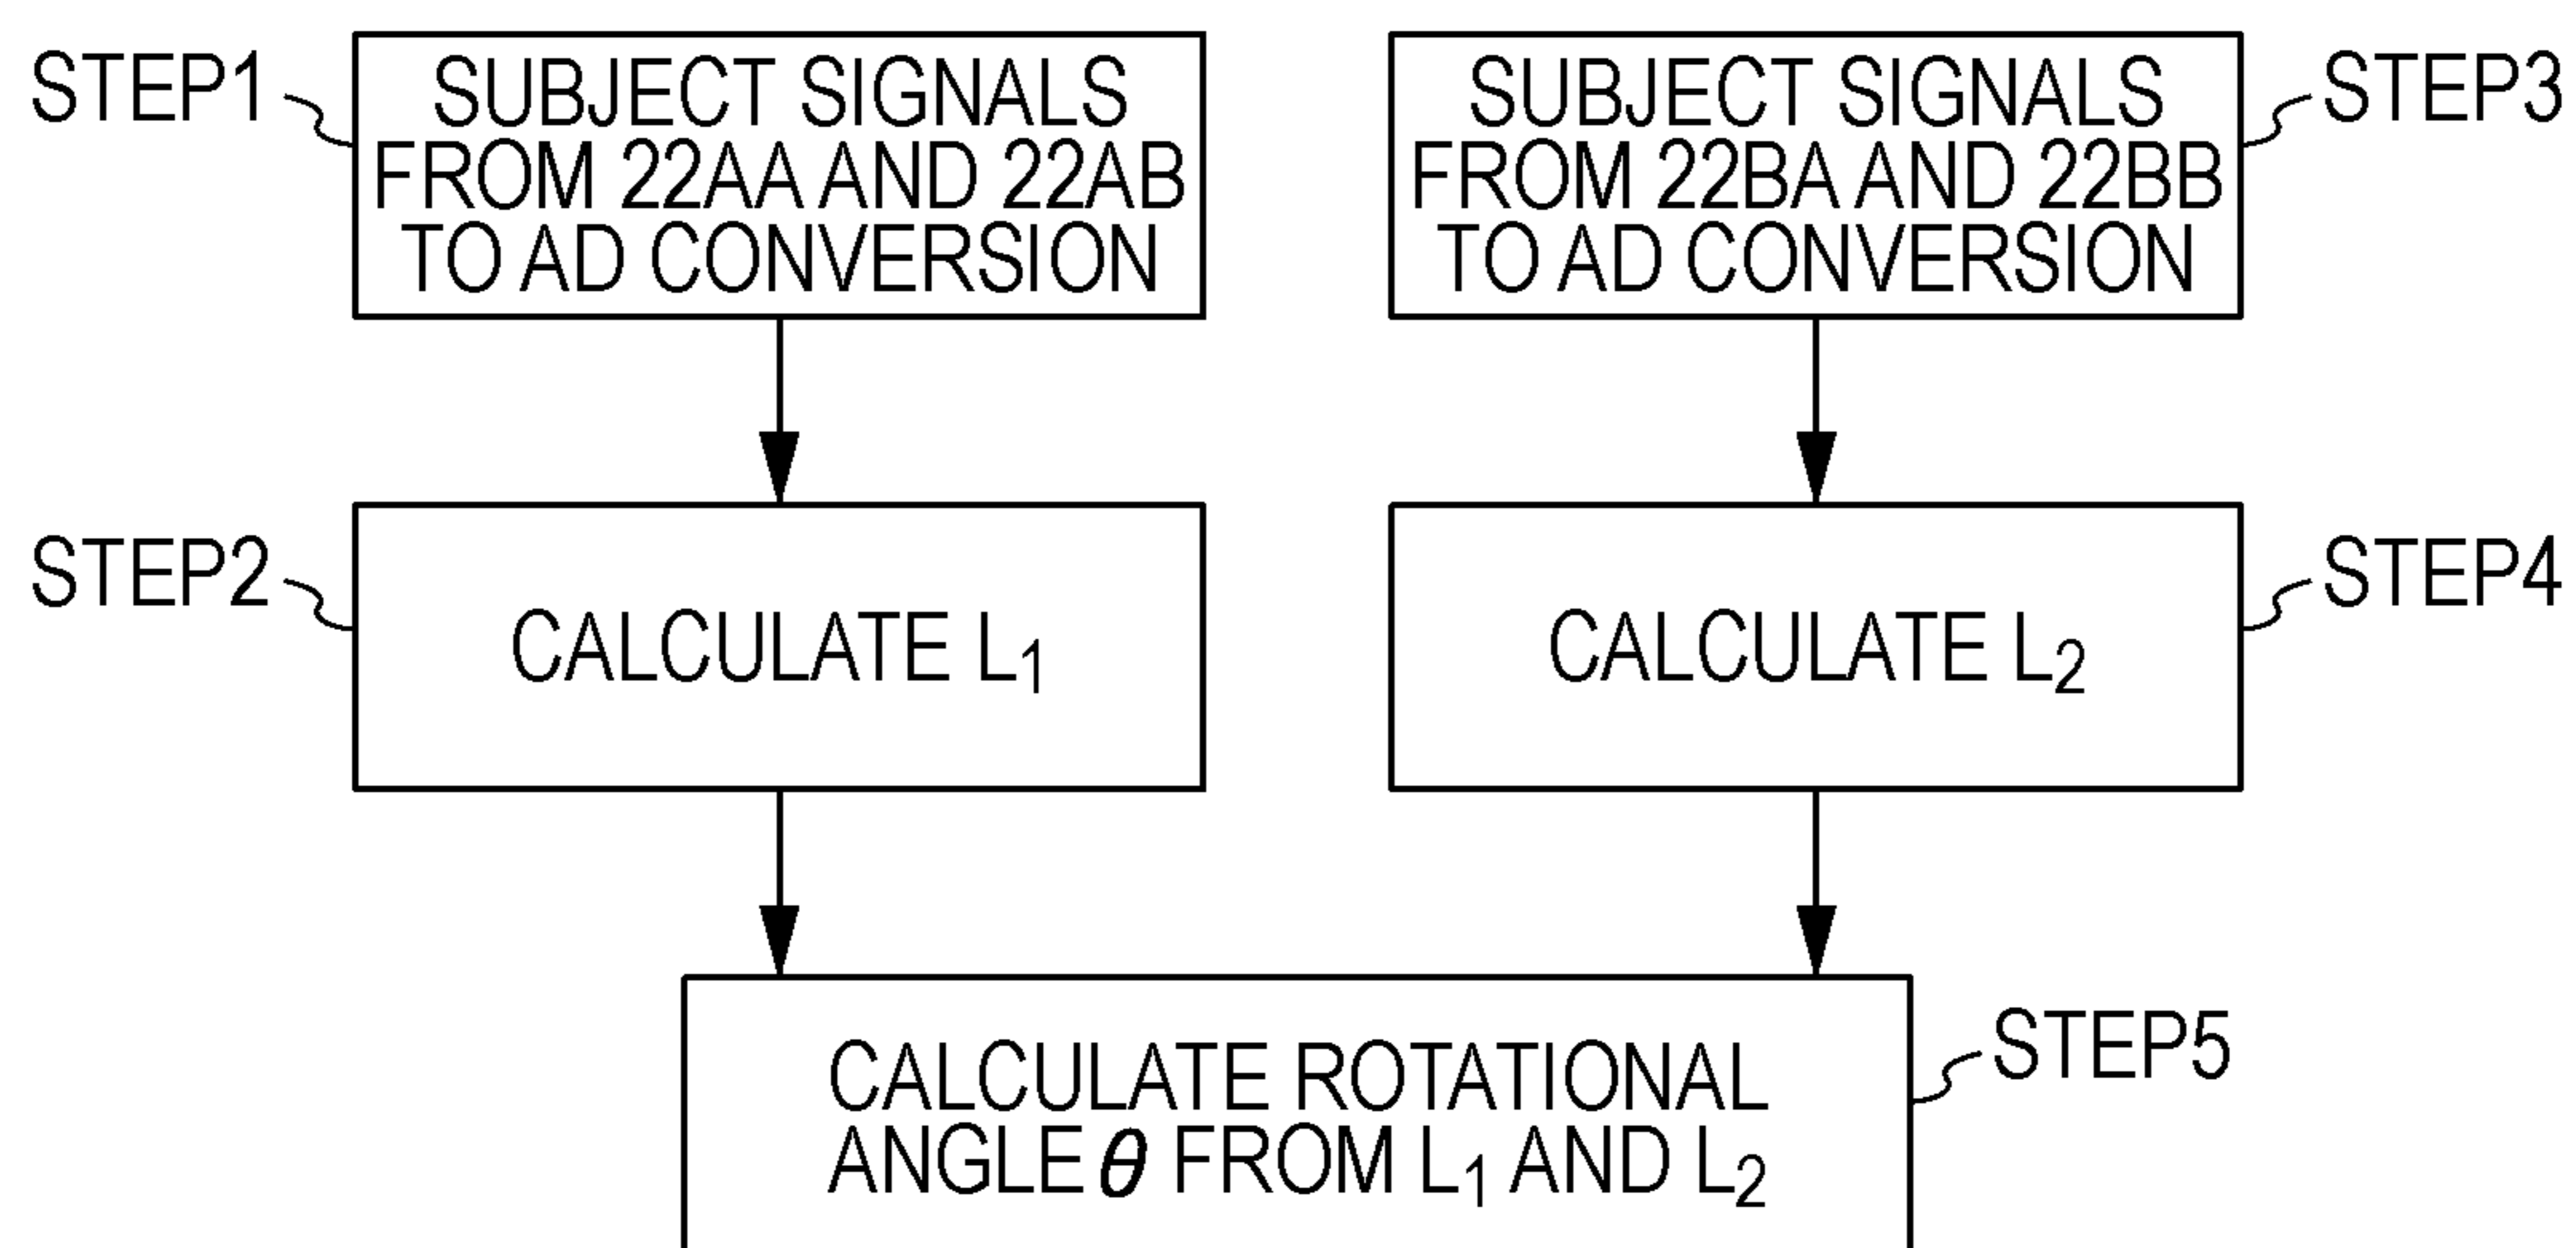 STEP1
SUBJECT SIGNALS
FROM 22AA AND 22AB
TO AD CONVERSION
SUBJECT SIGNALS
FROM 22BA AND 22BB
TO AD CONVERSION
STEP3
STEP2
CALCULATE L₁
CALCULATE L₂
STEP4
CALCULATE ROTATIONAL
ANGLE θ FROM L₁ AND L₂
STEP5